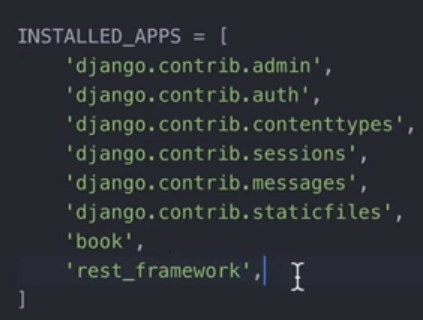 INSTALLED_APPS = [
    'django.contrib.admin',
    'django.contrib.auth',
    'django.contrib.contenttypes',
    'django.contrib.sessions',
    'django.contrib.messages',
    'django.contrib.staticfiles',
    'book',
    'rest_framework',
]